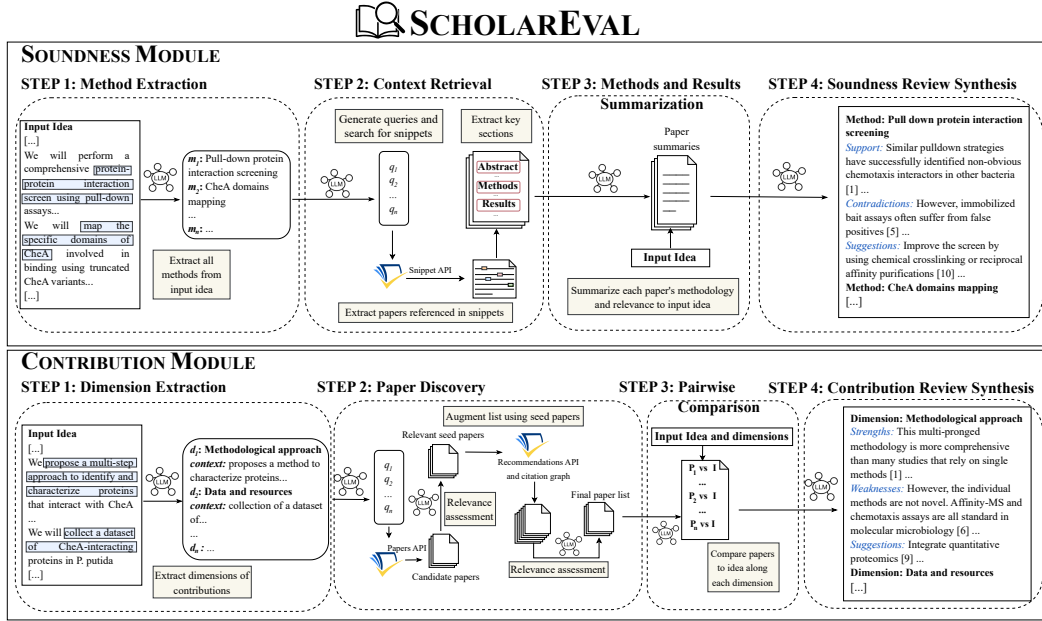 SCHOLAREVAL
SOUNDNESS MODULE
STEP 1: Method Extraction
Input Idea
[...]
We will perform a
comprehensive protein-
protein interaction
screen using pull-down
assays...
We will map the
specific domains of
CheA involved in
binding using truncated
CheA variants...
[...]
LLM
m1: Pull-down protein
interaction screening
m2: CheA domains
mapping
...
mn: ...
Extract all
methods from
input idea
STEP 2: Context Retrieval
Generate queries and
search for snippets
LLM
q1
q2
...
qn
Snippet API
Extract papers referenced in snippets
Extract key
sections
Abstract
...
Methods
...
Results
LLM
STEP 3: Methods and Results
Summarization
Paper
summaries
Input Idea
Summarize each paper's methodology
and relevance to input idea
LLM
STEP 4: Soundness Review Synthesis
Method: Pull down protein interaction
screening
Support: Similar pulldown strategies
have successfully identified non-obvious
chemotaxis interactors in other bacteria
[1] ...
Contradictions: However, immobilized
bait assays often suffer from false
positives [5] ...
Suggestions: Improve the screen by
using chemical crosslinking or reciprocal
affinity purifications [10] ...
Method: CheA domains mapping
[...]
CONTRIBUTION MODULE
STEP 1: Dimension Extraction
Input Idea
[...]
We propose a multi-step
approach to identify and
characterize proteins
that interact with CheA
...
We will collect a dataset
of CheA-interacting
proteins in P. putida
[...]
LLM
d1: Methodological approach
context: proposes a method to
characterize proteins...
d2: Data and resources
context: collection of a dataset
of...
...
dn : ...
Extract dimensions of
contributions
STEP 2: Paper Discovery
LLM
q1
q2
...
qn
Papers API
LLM
Candidate papers
Relevance
assessment
Relevant seed papers
Augment list using seed papers
Recommendations API
and citation graph
LLM
Relevance assessment
Final paper list
STEP 3: Pairwise
Comparison
Input Idea and dimensions
LLM
P1 vs I
...
P2 vs I
...
Pn vs I
Compare papers
to idea along
each dimension
LLM
STEP 4: Contribution Review Synthesis
Dimension: Methodological approach
Strengths: This multi-pronged
methodology is more comprehensive
than many studies that rely on single
methods [1] ...
Weaknesses: However, the individual
methods are not novel. Affinity-MS and
chemotaxis assays are all standard in
molecular microbiology [6] ...
Suggestions: Integrate quantitative
proteomics [9] ...
Dimension: Data and resources
[...]